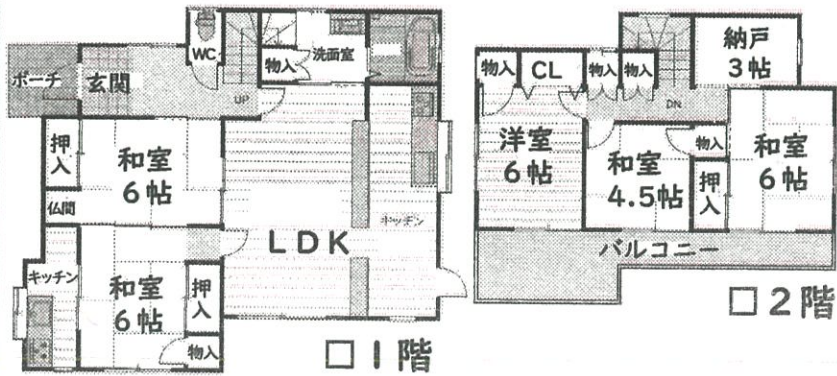 ポーチ
玄関
WC
UP
物入
洗面室
押入
和室
6帖
仏間
LDK
キッチン
キッチン
和室
6帖
押入
物入
□1階
物入
CL
物入
物入
DN
納戸
3帖
洋室
6帖
和室
4.5帖
物入
押入
和室
6帖
バルコニー
□2階